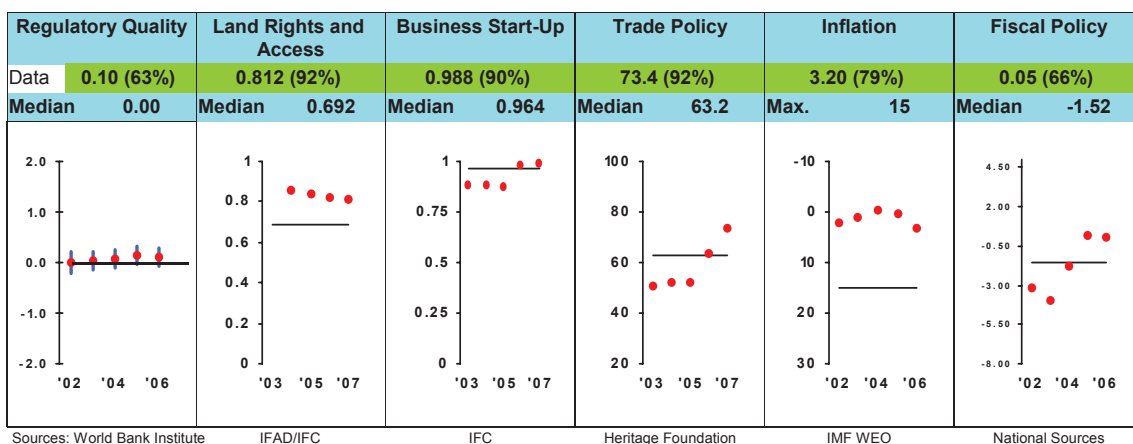 Regulatory Quality
Land Rights and
Access
Business Start-Up
Trade Policy
Inflation
Fiscal Policy
Data 0.10 (63%)
0.812 (92%)
0.988 (90%)
73.4 (92%)
3.20 (79%)
0.05 (66%)
Median 0.00
Median 0.692
Median 0.964
Median 63.2
Max. 15
Median -1.52
2.0
1.0
0.0
-1.0
-2.0
'02 '04 '06
1
0.8
0.6
0.4
0.2
0
'03 '05 '07
1
0.75
0.5
0.25
0
'03 '05 '07
100
80
60
40
20
'03 '05 '07
-10
0
10
20
30
'02 '04 '06
4.50
2.00
-0.50
-3.00
-5.50
-8.00
'02 '04 '06
Sources: World Bank Institute
IFAD/IFC
IFC
Heritage Foundation
IMF WEO
National Sources